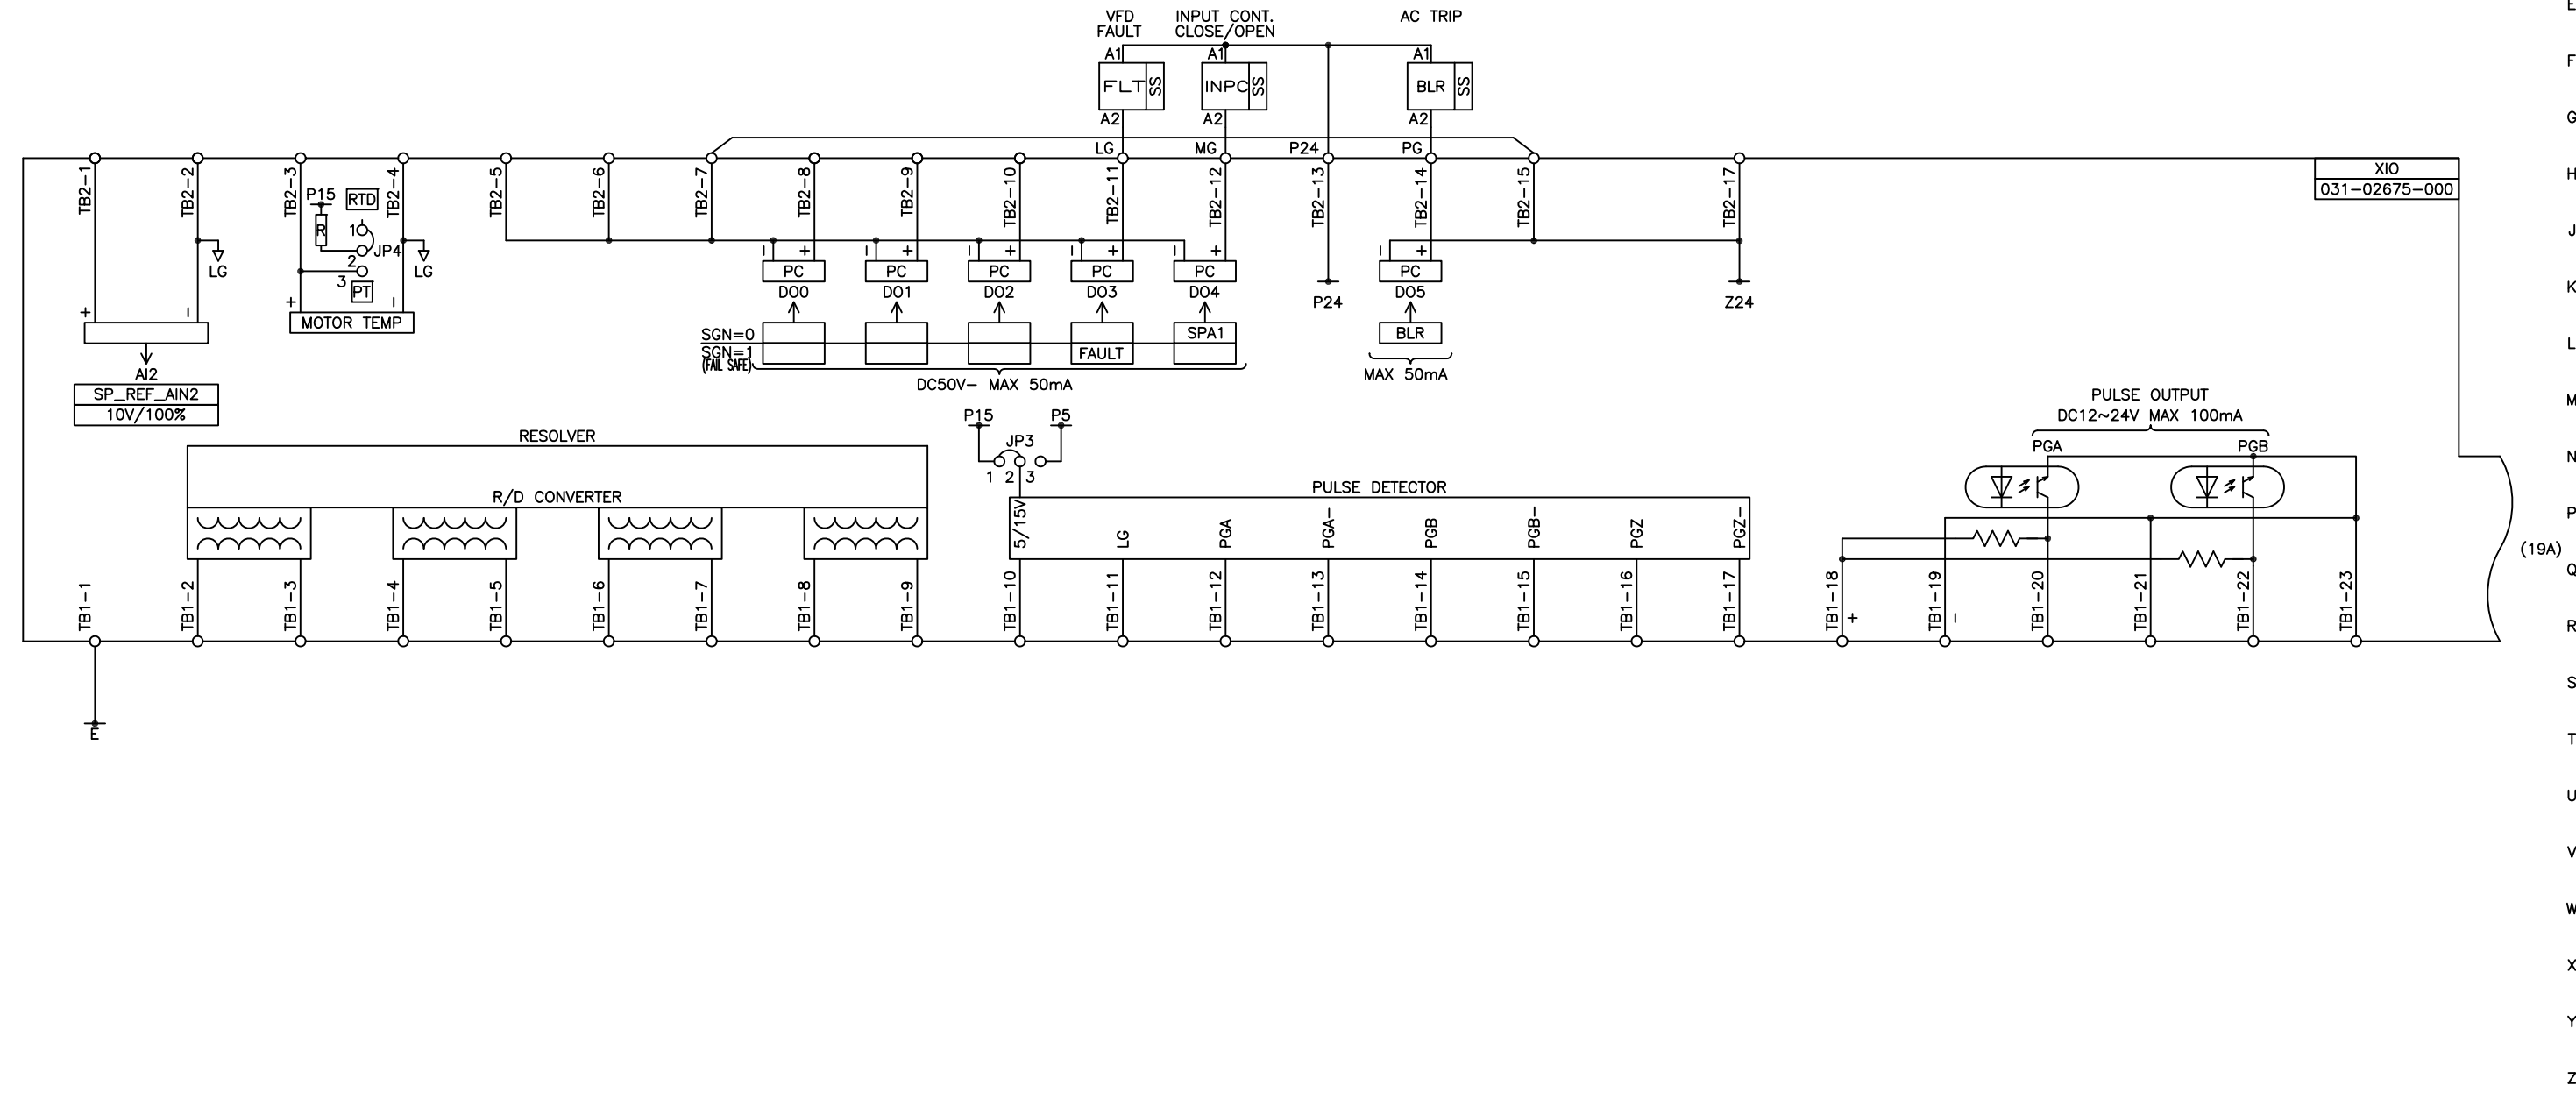 VFD
FAULT
INPUT CONT.
CLOSE/OPEN
AC TRIP
A1
A1
A1
FLT
SS
INPC
SS
BLR
SS
A2
A2
A2
LG
MG
P24
PG
TB2-1
TB2-2
TB2-3
TB2-4
TB2-5
TB2-6
TB2-7
TB2-8
TB2-9
TB2-10
TB2-11
TB2-12
TB2-13
TB2-14
TB2-15
TB2-17
XIO
031-02675-000
P15
RTD
R
1
JP4
2
3
PT
LG
LG
+
-
MOTOR TEMP
+
-
AI2
SP_REF_AIN2
10V/100%
- +
- +
- +
- +
- +
- +
PC
PC
PC
PC
PC
PC
DO0
DO1
DO2
DO3
DO4
DO5
P24
Z24
SGN=0
SPA1
BLR
SGN=1
(FAIL SAFE)
FAULT
DC50V- MAX 50mA
MAX 50mA
RESOLVER
R/D CONVERTER
P15
P5
JP3
1 2 3
PULSE DETECTOR
5/15V
LG
PGA
PGA-
PGB
PGB-
PGZ
PGZ-
PULSE OUTPUT
DC12~24V MAX 100mA
PGA
PGB
TB1-1
TB1-2
TB1-3
TB1-4
TB1-5
TB1-6
TB1-7
TB1-8
TB1-9
TB1-10
TB1-11
TB1-12
TB1-13
TB1-14
TB1-15
TB1-16
TB1-17
TB1-18
+
TB1-19
-
TB1-20
TB1-21
TB1-22
TB1-23
(19A)
E
E
F
G
H
J
K
L
M
N
P
Q
R
S
T
U
V
W
X
Y
Z